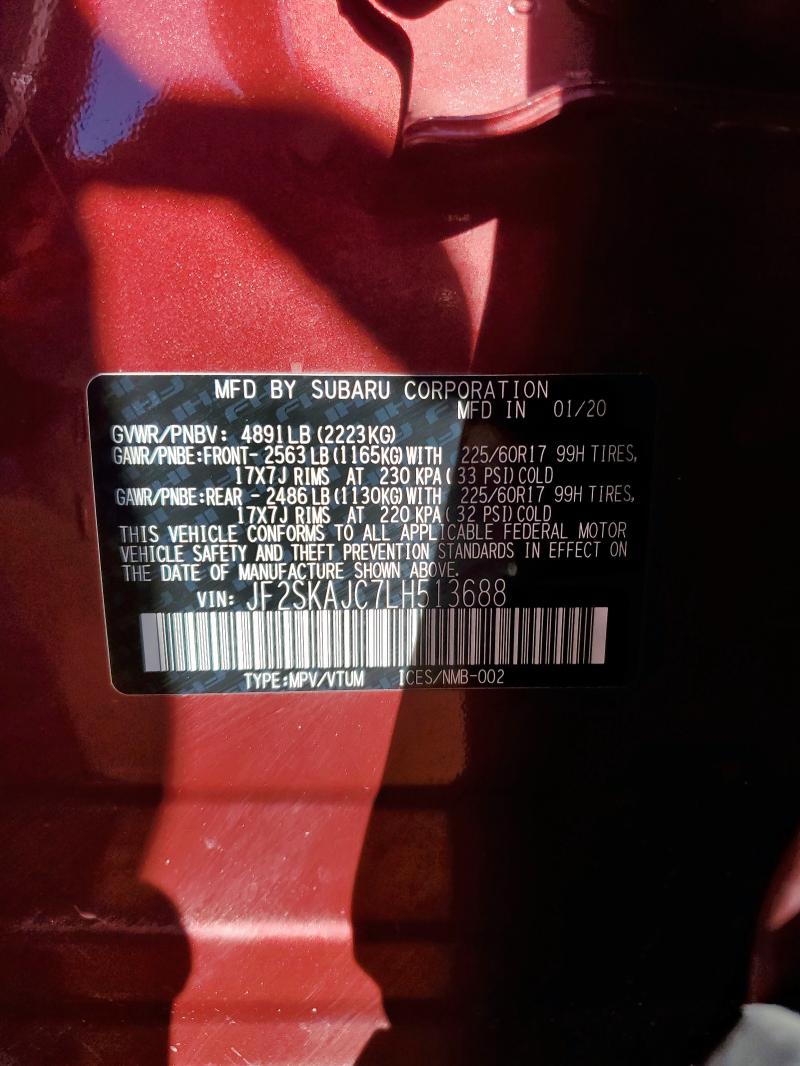 MFD BY SUBARU CORPORATION
MFD IN 01/20
GVWR/PNBV: 4891LB(2223KG)
GAWR/PNBE:FRONT- 2563 LB(1165KG)WITH 225/60R17 99H TIRES,
17X7J RIMS AT 230 KPA( 33 PSI)COLD
GAWR/PNBE:REAR - 2486 LB(1130KG)WITH 225/60R17 99H TIRES,
17X7J RIMS AT 220 KPA( 32 PSI)COLD
THIS VEHICLE CONFORMS TO ALL APPLICABLE FEDERAL MOTOR
VEHICLE SAFETY AND THEFT PREVENTION STANDARDS IN EFFECT ON
THE DATE OF MANUFACTURE SHOWN ABOVE.
VIN: JF2SKAJC7LH513688
TYPE:MPV/VTUM ICES/NMB-002